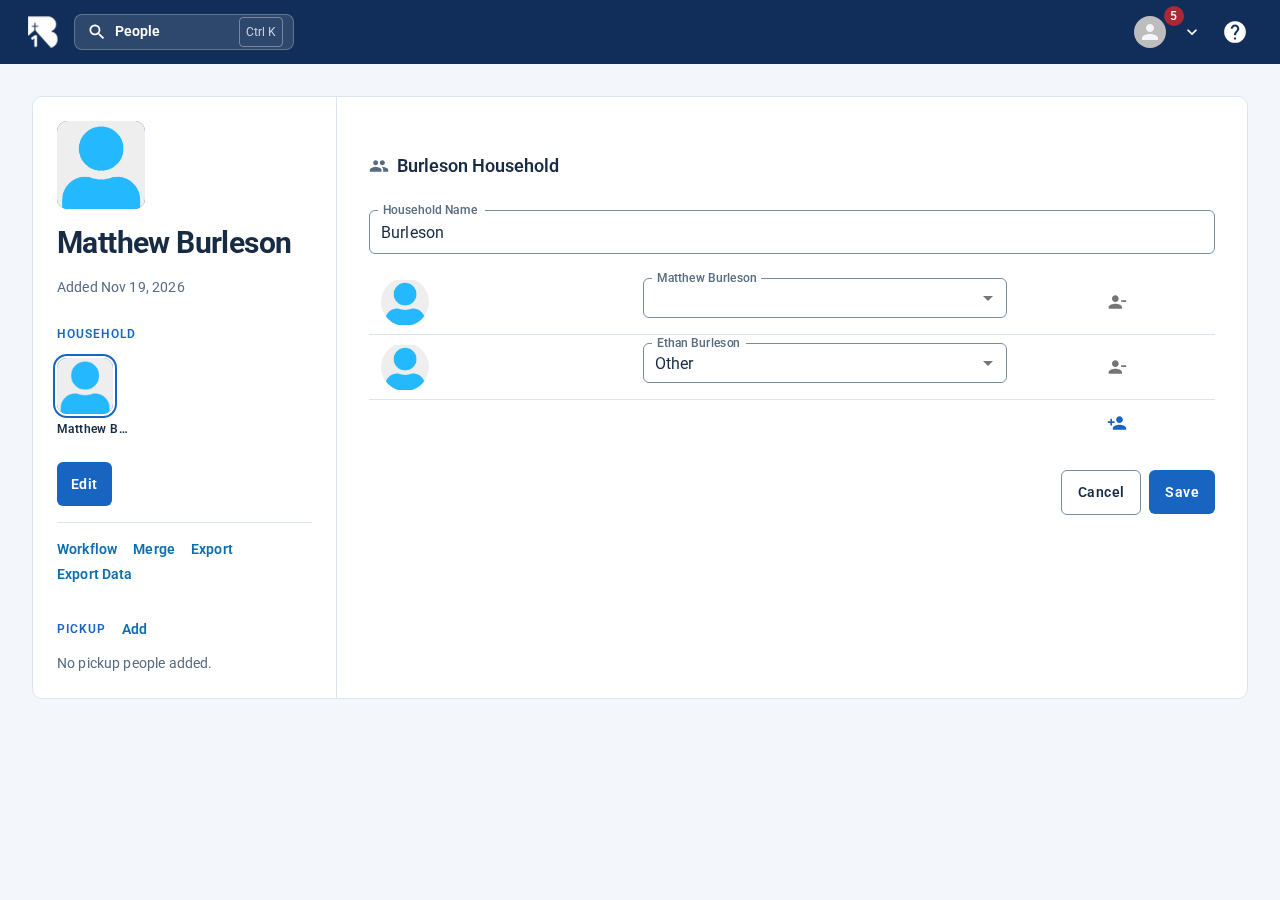 People
Ctrl K
5
Matthew Burleson
Added Nov 19, 2026
HOUSEHOLD
Matthew B...
Edit
Workflow Merge Export
Export Data
PICKUP Add
No pickup people added.
Burleson Household
Household Name
Burleson
Matthew Burleson
Ethan Burleson
Other
Cancel Save